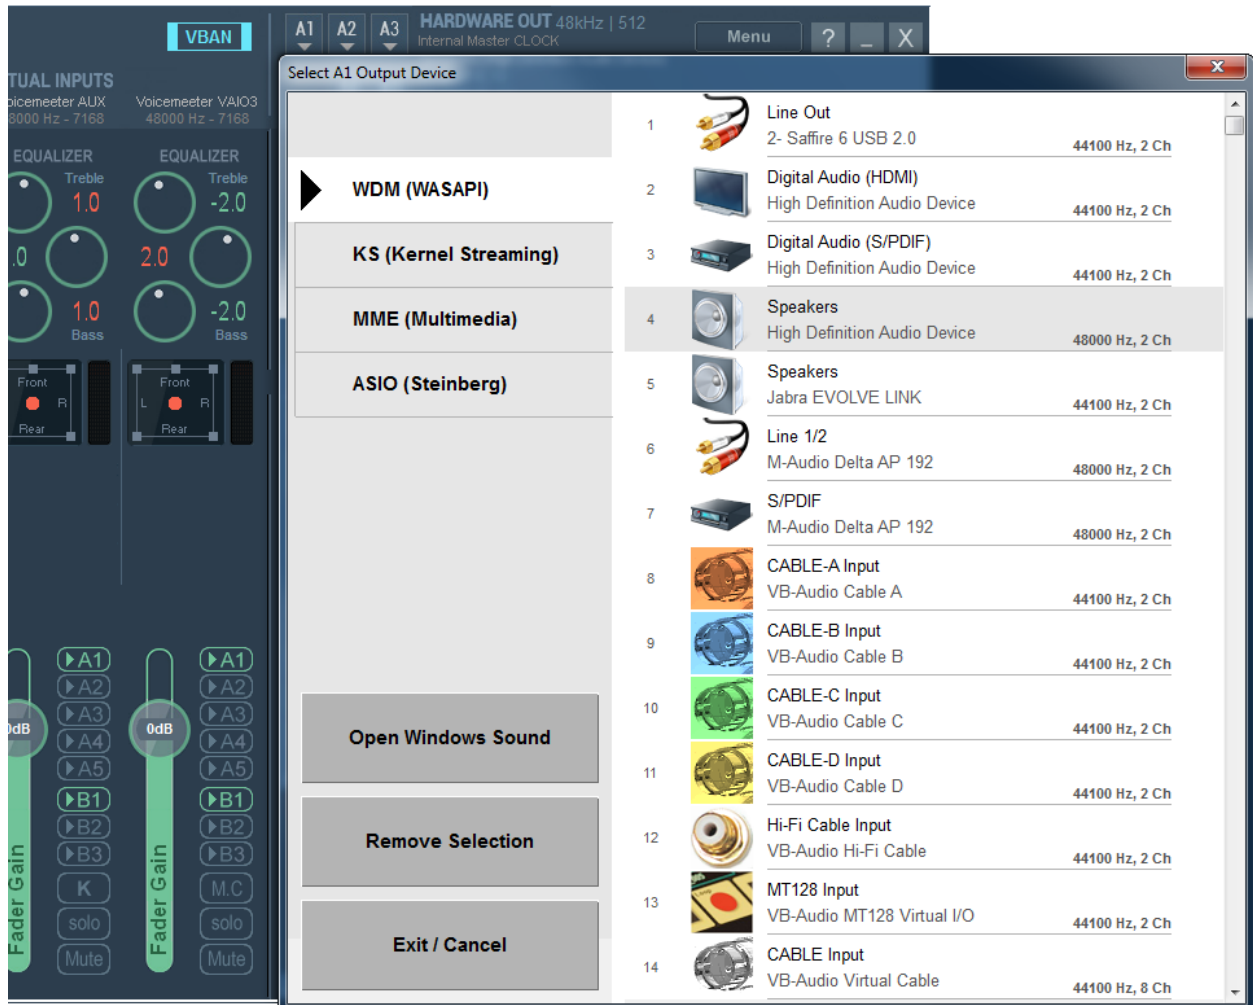 VBAN
A1 A2 A3
HARDWARE OUT 48kHz | 512
Internal Master CLOCK
Menu
? _ X
TUAL INPUTS
oicemeeter AUX Voicemeeter VAIO3
8000 Hz - 7168 48000 Hz - 7168
EQUALIZER EQUALIZER
Treble Treble
1.0 -2.0
.0 2.0
1.0 -2.0
Bass Bass
Front Front
R L R
Rear Rear
A1 A1
A2 A2
A3 A3
0dB 0dB
A4 A4
A5 A5
B1 B1
B2 B2
B3 B3
K M.C
solo solo
Mute Mute
Fader Gain Fader Gain
Select A1 Output Device
X
WDM (WASAPI)
KS (Kernel Streaming)
MME (Multimedia)
ASIO (Steinberg)
Open Windows Sound
Remove Selection
Exit / Cancel
1 Line Out
2- Saffire 6 USB 2.0
44100 Hz, 2 Ch
2 Digital Audio (HDMI)
High Definition Audio Device
44100 Hz, 2 Ch
3 Digital Audio (S/PDIF)
High Definition Audio Device
44100 Hz, 2 Ch
4 Speakers
High Definition Audio Device
48000 Hz, 2 Ch
5 Speakers
Jabra EVOLVE LINK
44100 Hz, 2 Ch
6 Line 1/2
M-Audio Delta AP 192
48000 Hz, 2 Ch
7 S/PDIF
M-Audio Delta AP 192
48000 Hz, 2 Ch
8 CABLE-A Input
VB-Audio Cable A
44100 Hz, 2 Ch
9 CABLE-B Input
VB-Audio Cable B
44100 Hz, 2 Ch
10 CABLE-C Input
VB-Audio Cable C
44100 Hz, 2 Ch
11 CABLE-D Input
VB-Audio Cable D
44100 Hz, 2 Ch
12 Hi-Fi Cable Input
VB-Audio Hi-Fi Cable
44100 Hz, 2 Ch
13 MT128 Input
VB-Audio MT128 Virtual I/O
44100 Hz, 2 Ch
14 CABLE Input
VB-Audio Virtual Cable
44100 Hz, 8 Ch